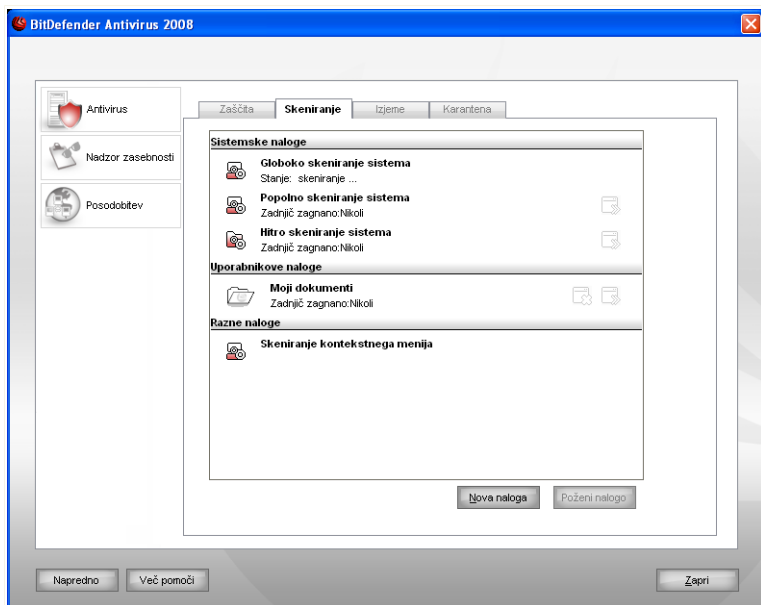 BitDefender Antivirus 2008
Antivirus
Nadzor zasebnosti
Posodobitev
Zaščita
Skeniranje
Izjeme
Karantena
Sistemske naloge
Globoko skeniranje sistema
Stanje: skeniranje ...
Popolno skeniranje sistema
Zadnjič zagnano:Nikoli
Hitro skeniranje sistema
Zadnjič zagnano:Nikoli
Uporabnikove naloge
Moji dokumenti
Zadnjič zagnano:Nikoli
Razne naloge
Skeniranje kontekstnega menija
Nova naloga
Poženi nalogo
Napredno
Več pomoči
Zapri